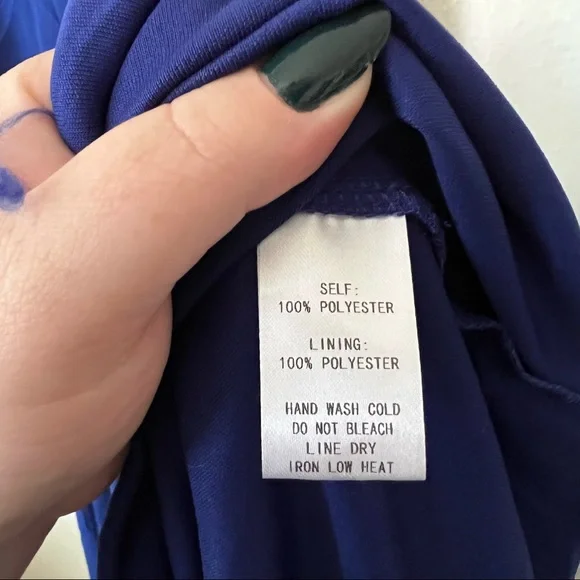 SELF:
100% POLYESTER
LINING:
100% POLYESTER
HAND WASH COLD
DO NOT BLEACH
LINE DRY
IRON LOW HEAT